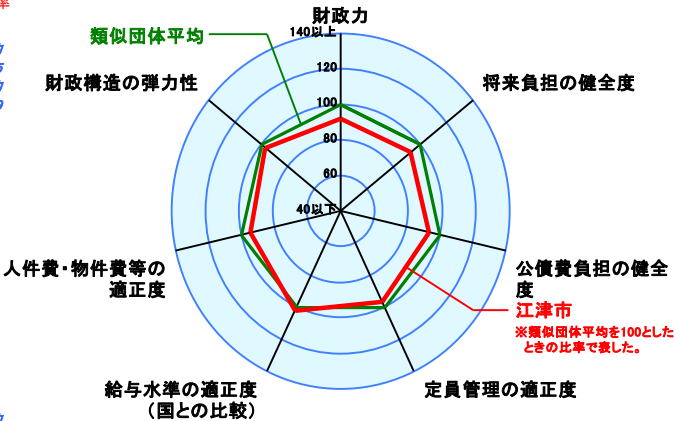 率
財政力
140以上
類似団体平均
120
財政構造の弾力性
将来負担の健全度
100
80
60
40以下
人件費・物件費等の
適正度
公債費負担の健全
度
江津市
※類似団体平均を100とした
ときの比率で表した。
給与水準の適正度
（国との比較）
定員管理の適正度